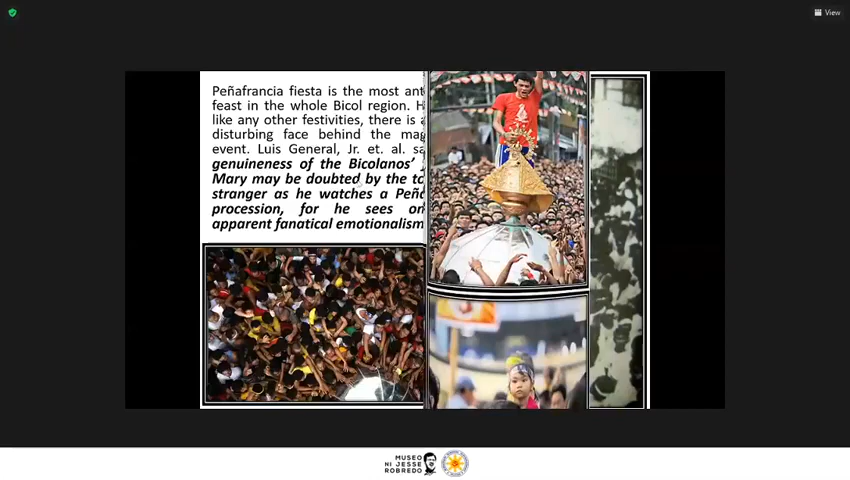 View
Peñafrancia fiesta is the most ant
feast in the whole Bicol region. H
like any other festivities, there is a
disturbing face behind the ma
event. Luis General, Jr. et. al. sa
genuineness of the Bicolanos'
Mary may be doubted by the to
stranger as he watches a Peña
procession, for he sees on
apparent fanatical emotionalism
MUSEO
NI JESSE
ROBREDO